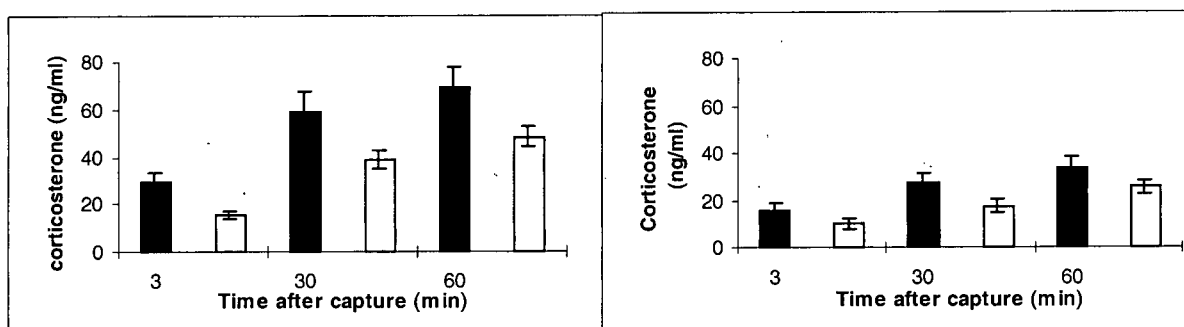 corticosterone (ng/ml)
80
60
40
20
0
3 30 60
Time after capture (min)
Corticosterone
(ng/ml)
80
60
40
20
0
3 30 60
Time after capture (min)